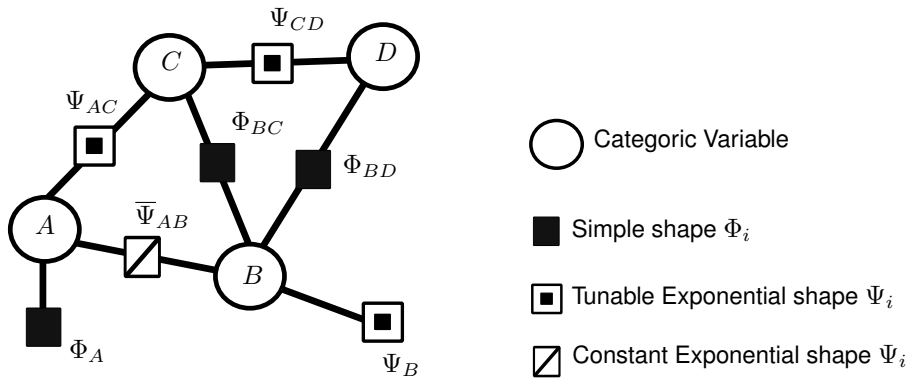 Ψ_CD
C
D
Ψ_AC
Φ_BC
Φ_BD
Categoric Variable
A
Ψ̅_AB
Simple shape Φ_i
B
Tunable Exponential shape Ψ_i
Φ_A
Ψ_B
Constant Exponential shape Ψ_i